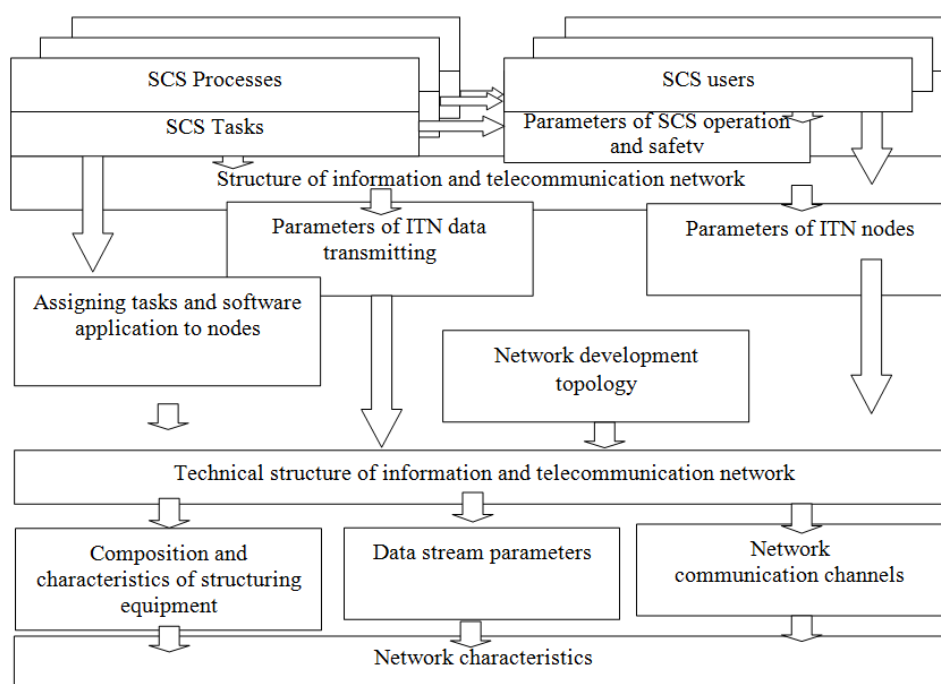 SCS Processes
SCS users
SCS Tasks
Parameters of SCS operation
and safety
Structure of information and telecommunication network
Parameters of ITN data
transmitting
Parameters of ITN nodes
Assigning tasks and software
application to nodes
Network development
topology
Technical structure of information and telecommunication network
Composition and
characteristics of structuring
equipment
Data stream parameters
Network
communication channels
Network characteristics